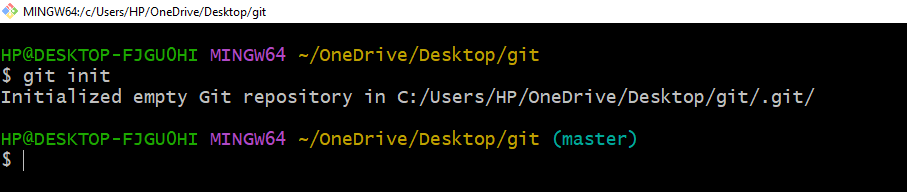 MINGW64:/c/Users/HP/OneDrive/Desktop/git
HP@DESKTOP-FJGU0HI MINGW64 ~/OneDrive/Desktop/git
$ git init
Initialized empty Git repository in C:/Users/HP/OneDrive/Desktop/git/.git/
HP@DESKTOP-FJGU0HI MINGW64 ~/OneDrive/Desktop/git (master)
$